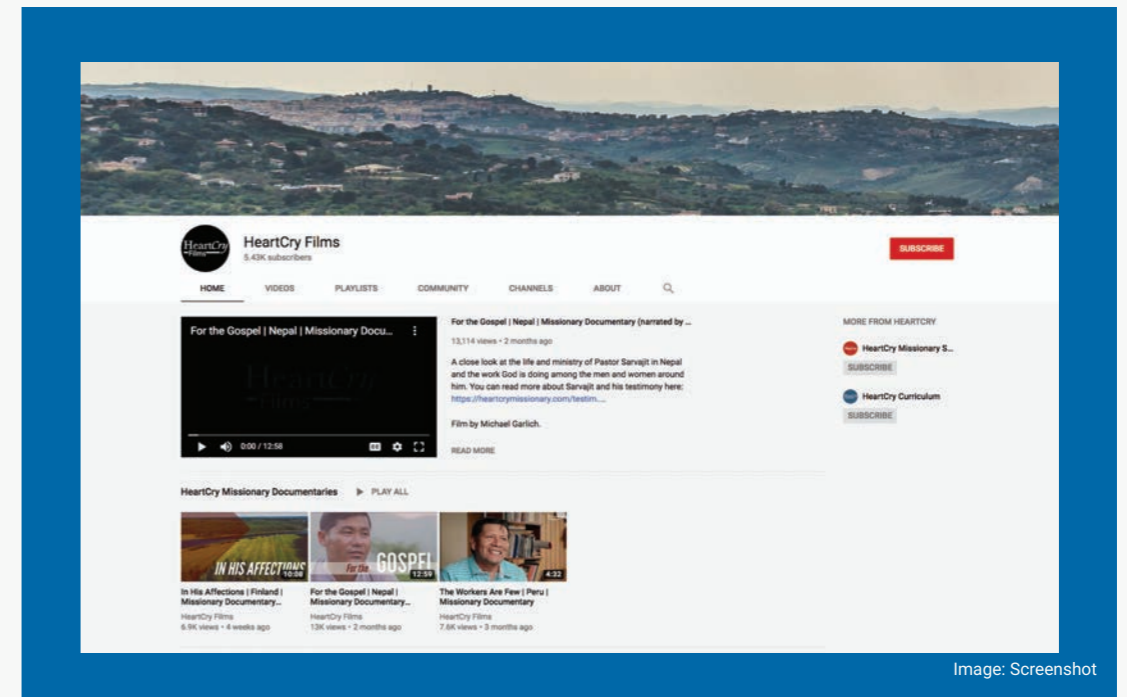 HeartCry
Films
HeartCry Films
5.43K subscribers
SUBSCRIBE
HOME VIDEOS PLAYLISTS COMMUNITY CHANNELS ABOUT
For the Gospel | Nepal | Missionary Docu...
HeartCry
Films
0:00 / 12:58
For the Gospel | Nepal | Missionary Documentary (narrated by ...
13,114 views • 2 months ago
A close look at the life and ministry of Pastor Sarvajit in Nepal
and the work God is doing among the men and women around
him. You can read more about Sarvajit and his testimony here:
https://heartcrymissionary.com/testim...
Film by Michael Garlich.
READ MORE
MORE FROM HEARTCRY
HeartCry Missionary S...
SUBSCRIBE
HeartCry Curriculum
SUBSCRIBE
HeartCry Missionary Documentaries PLAY ALL
IN HIS AFFECTIONS
10:08
In His Affections | Finland |
Missionary Documentary...
HeartCry Films
6.9K views • 4 weeks ago
For the GOSPEL
12:59
For the Gospel | Nepal |
Missionary Documentary...
HeartCry Films
13K views • 2 months ago
4:32
The Workers Are Few | Peru |
Missionary Documentary
HeartCry Films
7.6K views • 3 months ago
Image: Screenshot